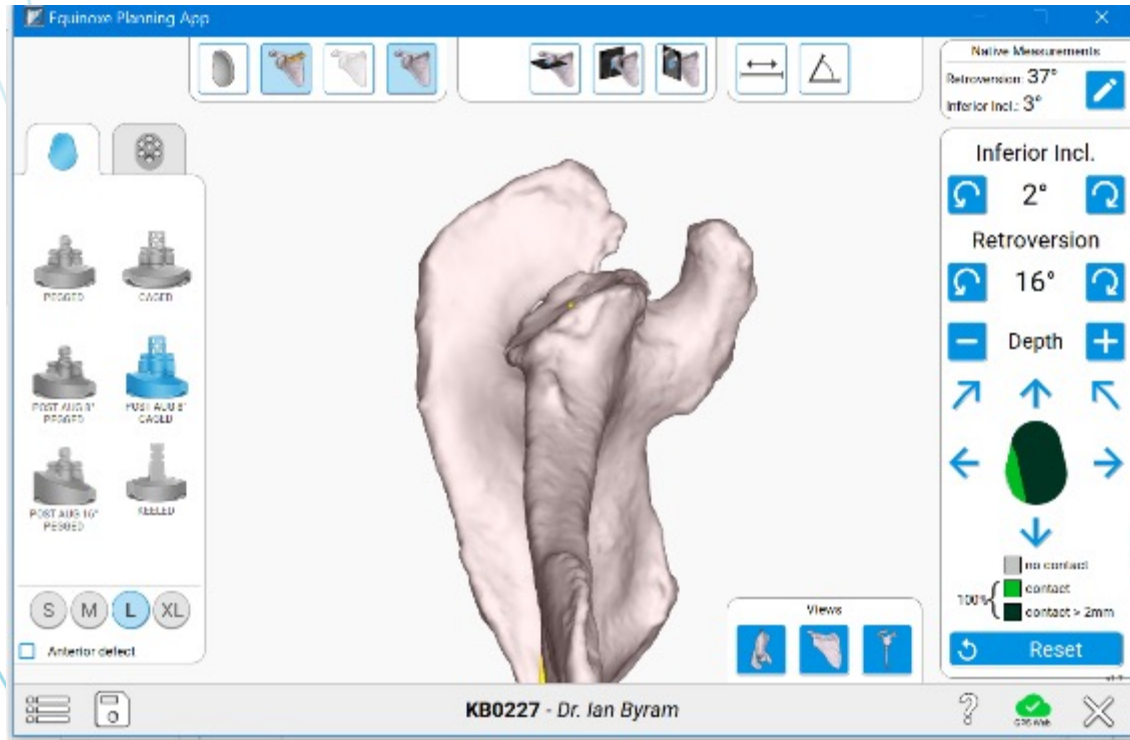 Equinoxe Planning App
Native Measurements
Retroversion: 37°
Inferior Incl.: 3°
Inferior Incl.
2°
Retroversion
16°
Depth
no contact
100%
contact
contact > 2mm
Reset
PEGGED
CAGED
POST AUG 8°
PEGGED
POST AUG 8°
CAGED
POST AUG 16°
PEGGED
KEELED
S M L XL
Anterior defect
Views
KB0227 - Dr. Ian Byram
GPS Web